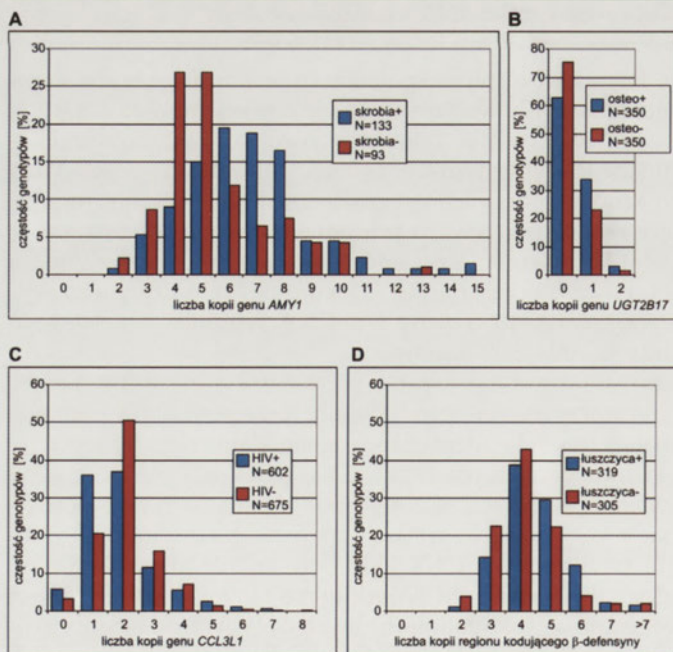 A
częstość genotypów [%]
30
25
20
15
10
5
0
skrobia+
N=133
skrobia-
N=93
0 1 2 3 4 5 6 7 8 9 10 11 12 13 14 15
liczba kopii genu AMY1
B
częstość genotypów [%]
80
70
60
50
40
30
20
10
0
osteo+
N=350
osteo-
N=350
0 1 2
liczba kopii genu UGT2B17
C
częstość genotypów [%]
60
50
40
30
20
10
0
HIV+
N=602
HIV-
N=675
0 1 2 3 4 5 6 7 8
liczba kopii genu CCL3L1
D
częstość genotypów [%]
60
50
40
30
20
10
0
łuszczyca+
N=319
łuszczyca-
N=305
0 1 2 3 4 5 6 7 >7
liczba kopii regionu kodującego β-defensyny